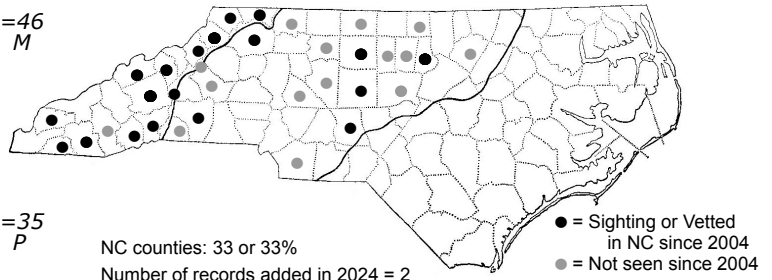 =46
M
=35
P
NC counties: 33 or 33%
Number of records added in 2024 = 2
= Sighting or Vetted
in NC since 2004
= Not seen since 2004